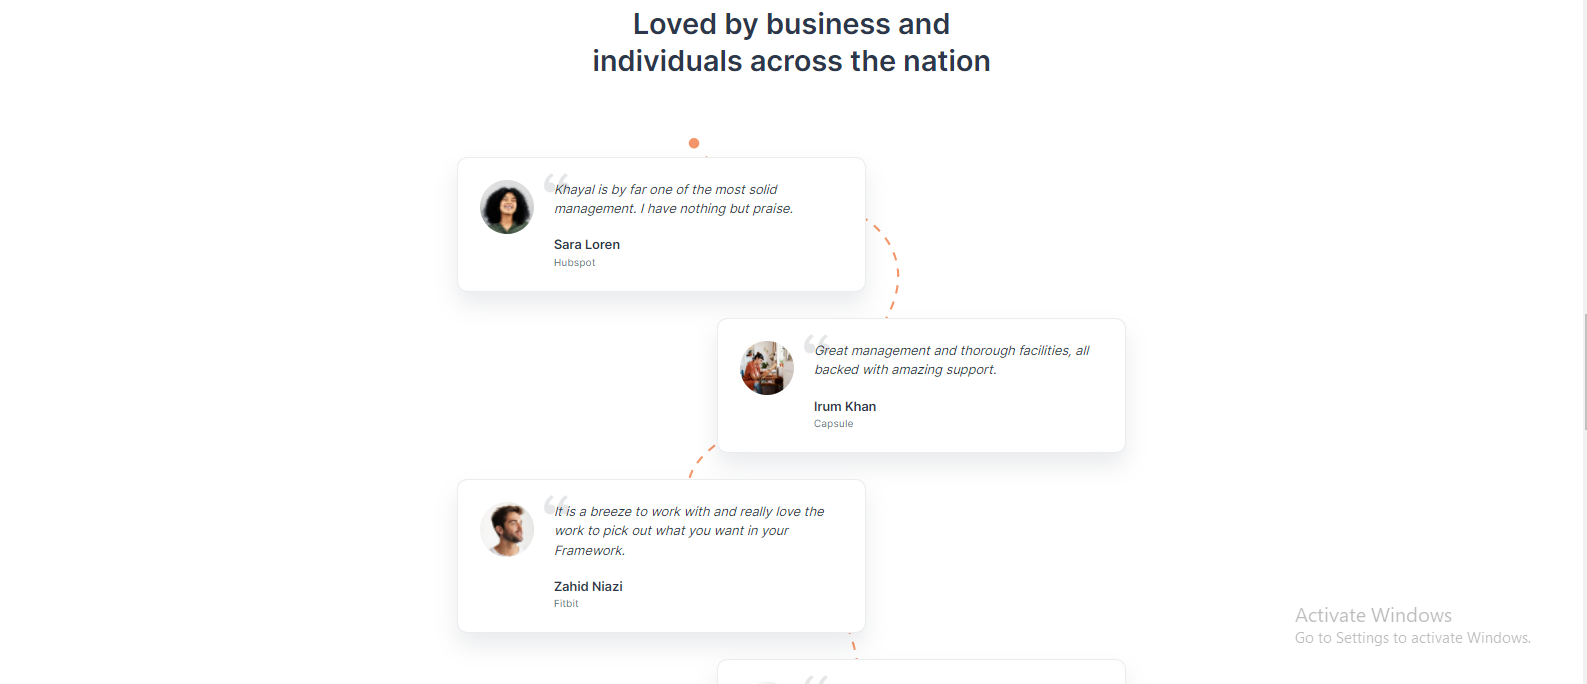 Loved by business and
individuals across the nation
“
Khayal is by far one of the most solid
management. I have nothing but praise.
Sara Loren
Hubspot
“
Great management and thorough facilities, all
backed with amazing support.
Irum Khan
Capsule
“
It is a breeze to work with and really love the
work to pick out what you want in your
Framework.
Zahid Niazi
Fitbit
Activate Windows
Go to Settings to activate Windows.
“